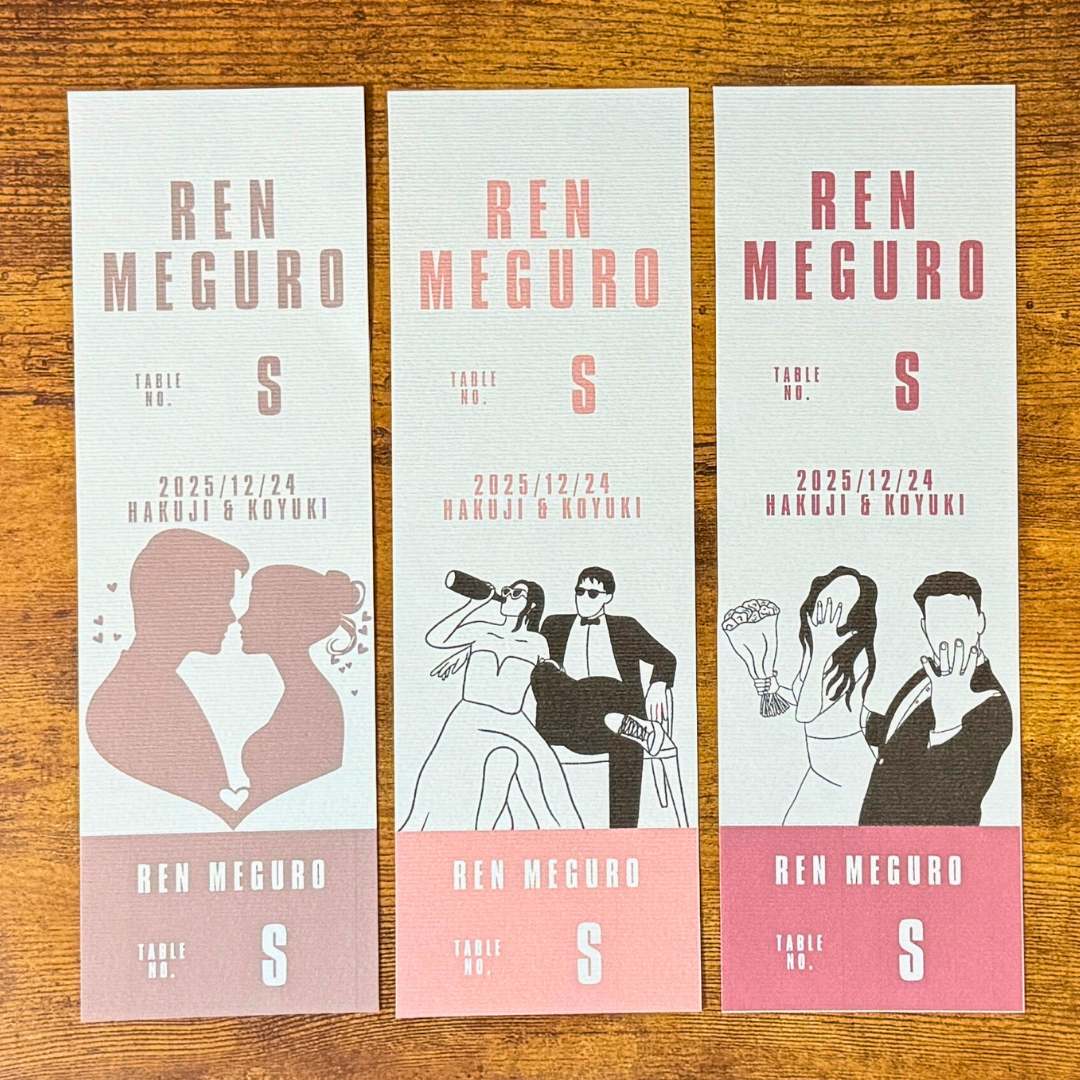 REN
MEGURO
TABLE
NO.
S
2025/12/24
HAKUJI & KOYUKI
REN MEGURO
TABLE
NO.
S
REN
MEGURO
TABLE
NO.
S
2025/12/24
HAKUJI & KOYUKI
REN MEGURO
TABLE
NO.
S
REN
MEGURO
TABLE
NO.
S
2025/12/24
HAKUJI & KOYUKI
REN MEGURO
TABLE
NO.
S